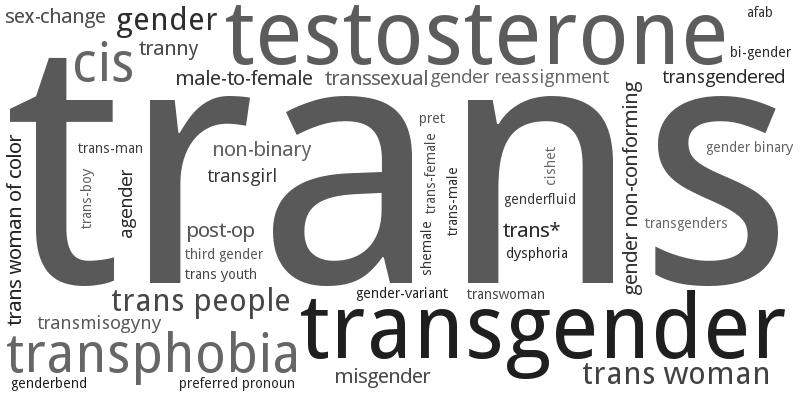 sex-change
gender
testosterone
afab
cis
tranny
bi-gender
male-to-female
transsexual
gender reassignment
transgendered
trans
pret
trans woman of color
trans-man
non-binary
trans-female
cishet
gender non-conforming
gender binary
trans-boy
agender
transgirl
trans-male
genderfluid
post-op
shemale
trans*
transgenders
third gender
dysphoria
trans youth
trans people
gender-variant
transwoman
transmisogyny
transgender
transphobia
misgender
trans woman
genderbend
preferred pronoun